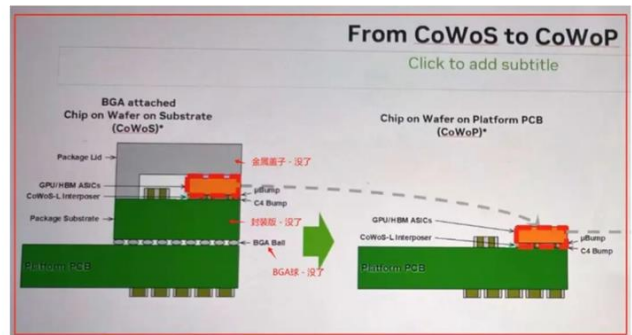 From CoWoS to CoWoP
Click to add subtitle
BGA attached
Chip on Wafer on Substrate
(CoWoS)*
Package Lid
金属盖子 - 没了
GPU/HBM ASICs
CoWoS-L Interposer
μBump
C4 Bump
Package Substrate
封装版 - 没了
BGA Ball
Platform PCB
BGA球 - 没了
Chip on Wafer on Platform PCB
(CoWoP)*
GPU/HBM ASICs
CoWoS-L Interposer
μBump
C4 Bump
Platform PCB